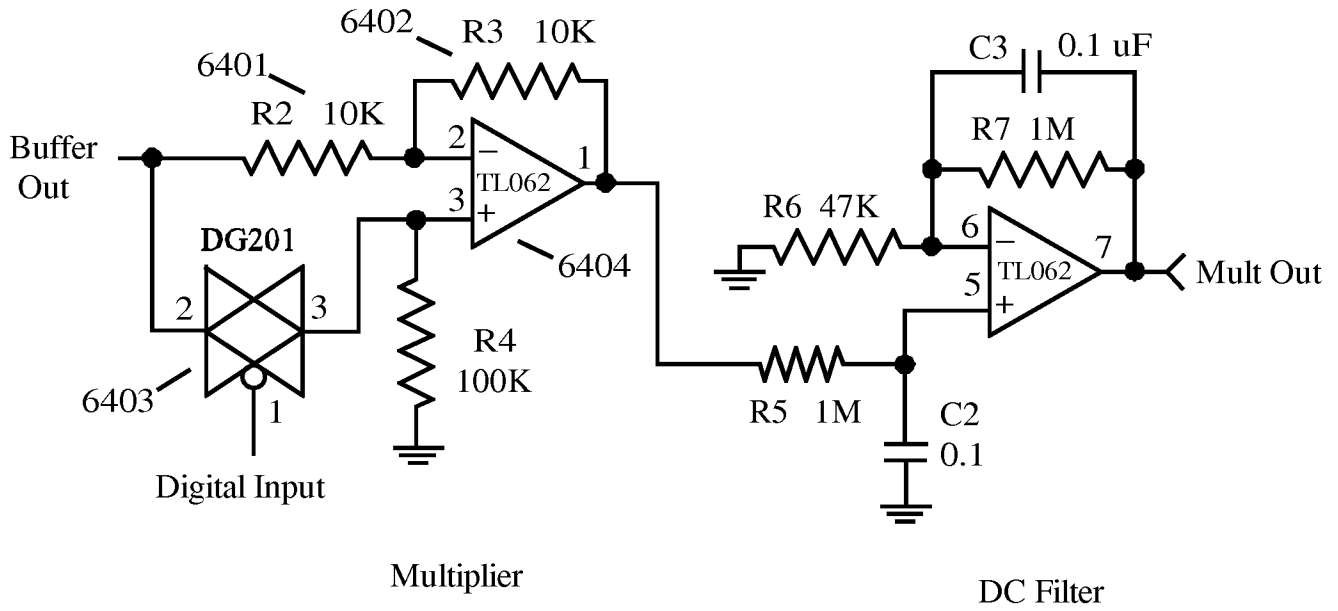 6402
R3 10K
C3 0.1 uF
6401
R2 10K
R7 1M
Buffer
Out
2
−
TL062
1
3
+
R6 47K
6
−
TL062
7
5
+
Mult Out
DG201
6404
2
3
R4
100K
6403
1
R5 1M
C2
0.1
Digital Input
Multiplier
DC Filter